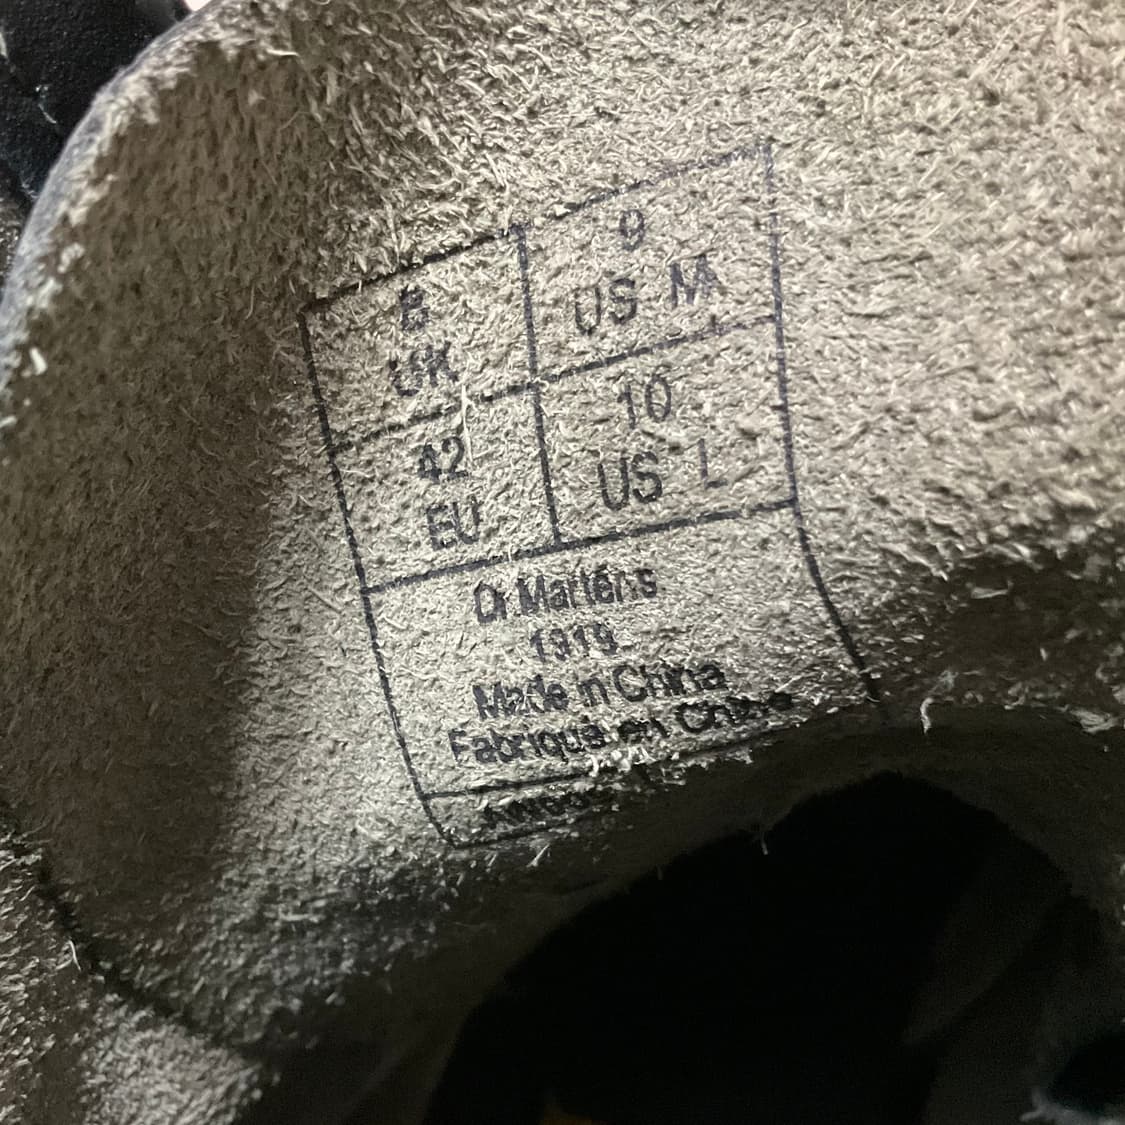 8
UK
9
US M
42
EU
10
US L
Dr Martens
1919
Made in China
Fabriqué en Chine